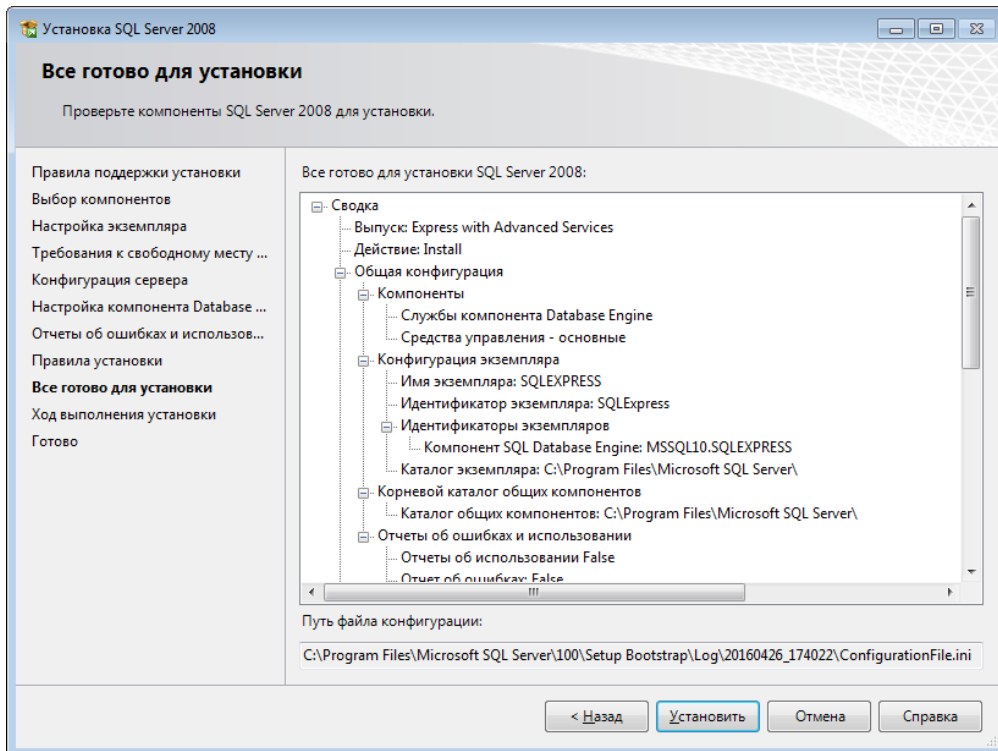 Установка SQL Server 2008
Все готово для установки
Проверьте компоненты SQL Server 2008 для установки.
Правила поддержки установки
Выбор компонентов
Настройка экземпляра
Требования к свободному месту ...
Конфигурация сервера
Настройка компонента Database ...
Отчеты об ошибках и использов...
Правила установки
Все готово для установки
Ход выполнения установки
Готово
Все готово для установки SQL Server 2008:
Сводка
Выпуск: Express with Advanced Services
Действие: Install
Общая конфигурация
Компоненты
Службы компонента Database Engine
Средства управления - основные
Конфигурация экземпляра
Имя экземпляра: SQLEXPRESS
Идентификатор экземпляра: SQLExpress
Идентификаторы экземпляров
Компонент SQL Database Engine: MSSQL10.SQLEXPRESS
Каталог экземпляра: C:\Program Files\Microsoft SQL Server\
Корневой каталог общих компонентов
Каталог общих компонентов: C:\Program Files\Microsoft SQL Server\
Отчеты об ошибках и использовании
Отчеты об использовании False
Отчет об ошибках: False
Путь файла конфигурации:
C:\Program Files\Microsoft SQL Server\100\Setup Bootstrap\Log\20160426_174022\ConfigurationFile.ini
< Назад
Установить
Отмена
Справка